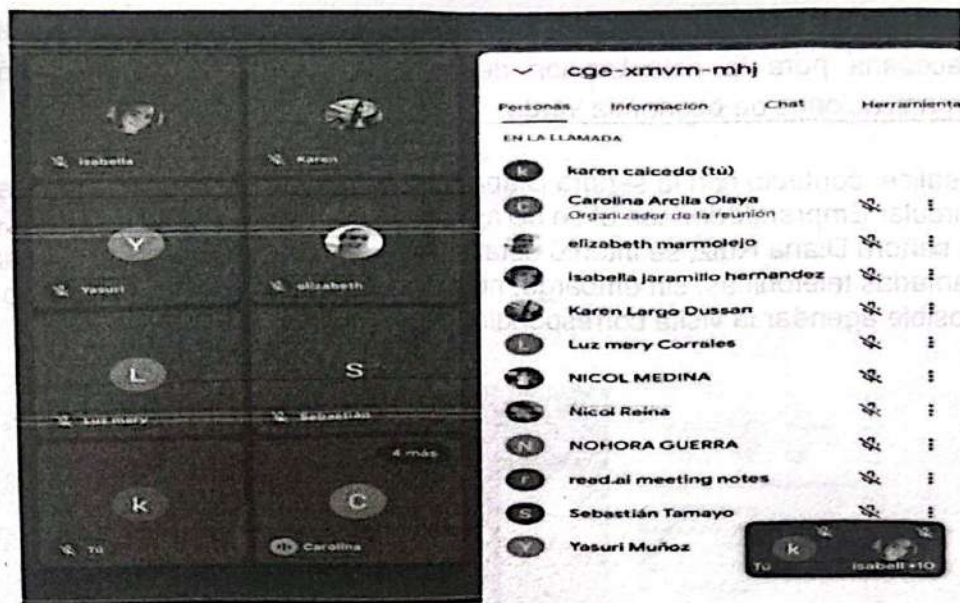 isabella
Karen
Y
Yasuri
elizabeth
L
Luz mery
S
Sebastián
4 más
k
Tú
C
Carolina
cge-xmvm-mhj
Personas Información Chat Herramienta
EN LA LLAMADA
k karen caicedo (tú)
C Carolina Arcila Olaya
Organizador de la reunión
elizabeth marmolejo
isabella jaramillo hernandez
Karen Largo Dussan
L Luz mery Corrales
NICOL MEDINA
Nicol Reina
N NOHORA GUERRA
r read.ai meeting notes
S Sebastián Tamayo
Y Yasuri Muñoz
k
Tú isabell +10